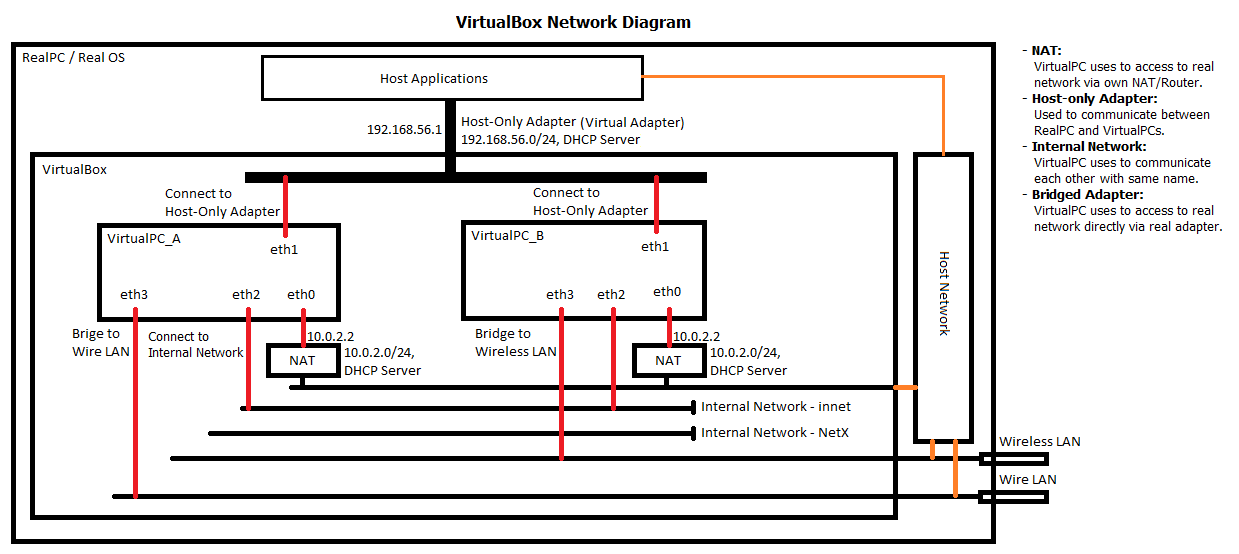 VirtualBox Network Diagram
RealPC / Real OS
Host Applications
192.168.56.1
Host-Only Adapter (Virtual Adapter)
192.168.56.0/24, DHCP Server
VirtualBox
Connect to
Host-Only Adapter
Connect to
Host-Only Adapter
VirtualPC_A
eth1
eth3
eth2
eth0
VirtualPC_B
eth1
eth3
eth2
eth0
Brige to
Wire LAN
Connect to
Internal Network
10.0.2.2
NAT
10.0.2.0/24,
DHCP Server
Bridge to
Wireless LAN
10.0.2.2
NAT
10.0.2.0/24,
DHCP Server
Internal Network - innet
Internal Network - NetX
Host Network
Wireless LAN
Wire LAN
- NAT:
VirtualPC uses to access to real
network via own NAT/Router.
- Host-only Adapter:
Used to communicate between
RealPC and VirtualPCs.
- Internal Network:
VirtualPC uses to communicate
each other with same name.
- Bridged Adapter:
VirtualPC uses to access to real
network directly via real adapter.